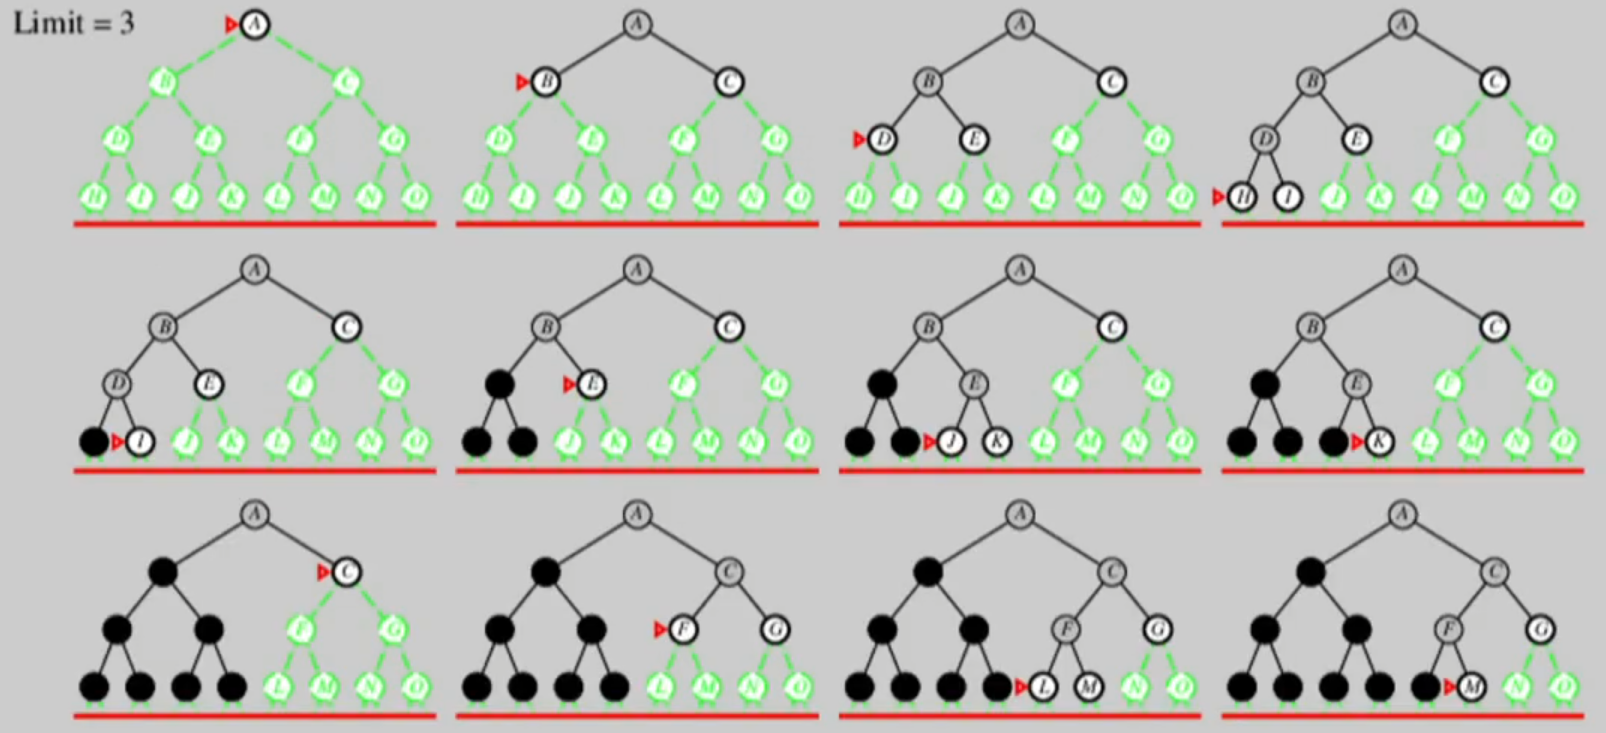 Limit = 3
A
B C
D E F G
H I J K L M N O
A
B C
D E F G
H I J K L M N O
A
B C
D E F G
H I J K L M N O
A
B C
D E F G
H I J K L M N O
A
B C
D E F G
I J K L M N O
A
B C
E F G
J K L M N O
A
B C
E F G
J K L M N O
A
B C
E F G
K L M N O
A
C
F G
L M N O
A
C
F G
L M N O
A
C
F G
L M N O
A
C
F G
M N O